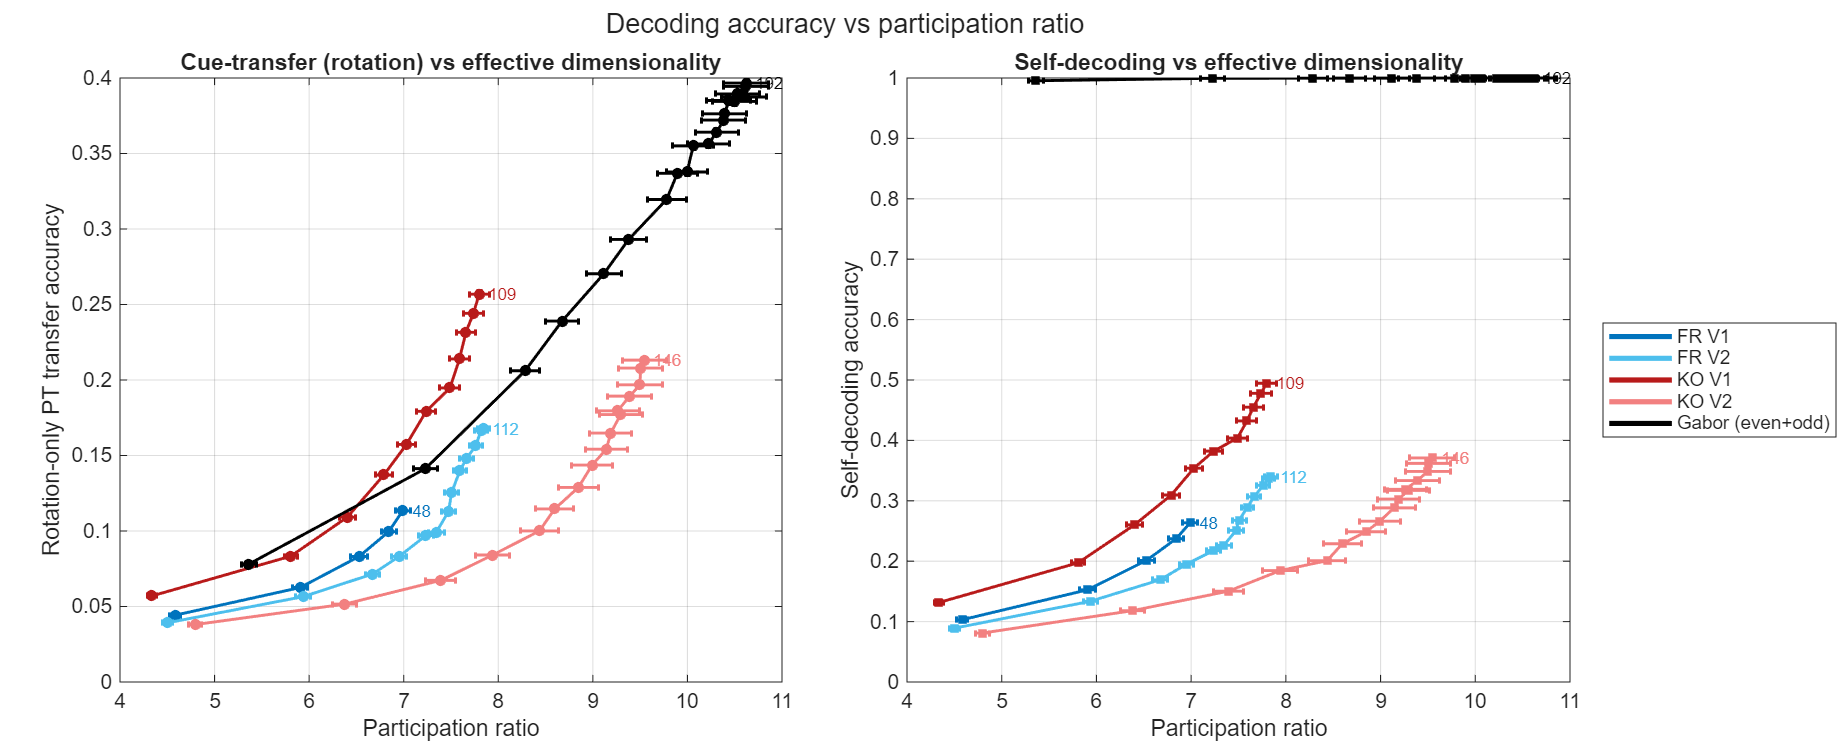 Decoding accuracy vs participation ratio
Cue-transfer (rotation) vs effective dimensionality
Rotation-only PT transfer accuracy
0.4
0.35
0.3
0.25
0.2
0.15
0.1
0.05
0
4 5 6 7 8 9 10 11
Participation ratio
192
109
146
112
48
Self-decoding vs effective dimensionality
Self-decoding accuracy
1
0.9
0.8
0.7
0.6
0.5
0.4
0.3
0.2
0.1
0
4 5 6 7 8 9 10 11
Participation ratio
192
109
146
112
48
FR V1
FR V2
KO V1
KO V2
Gabor (even+odd)